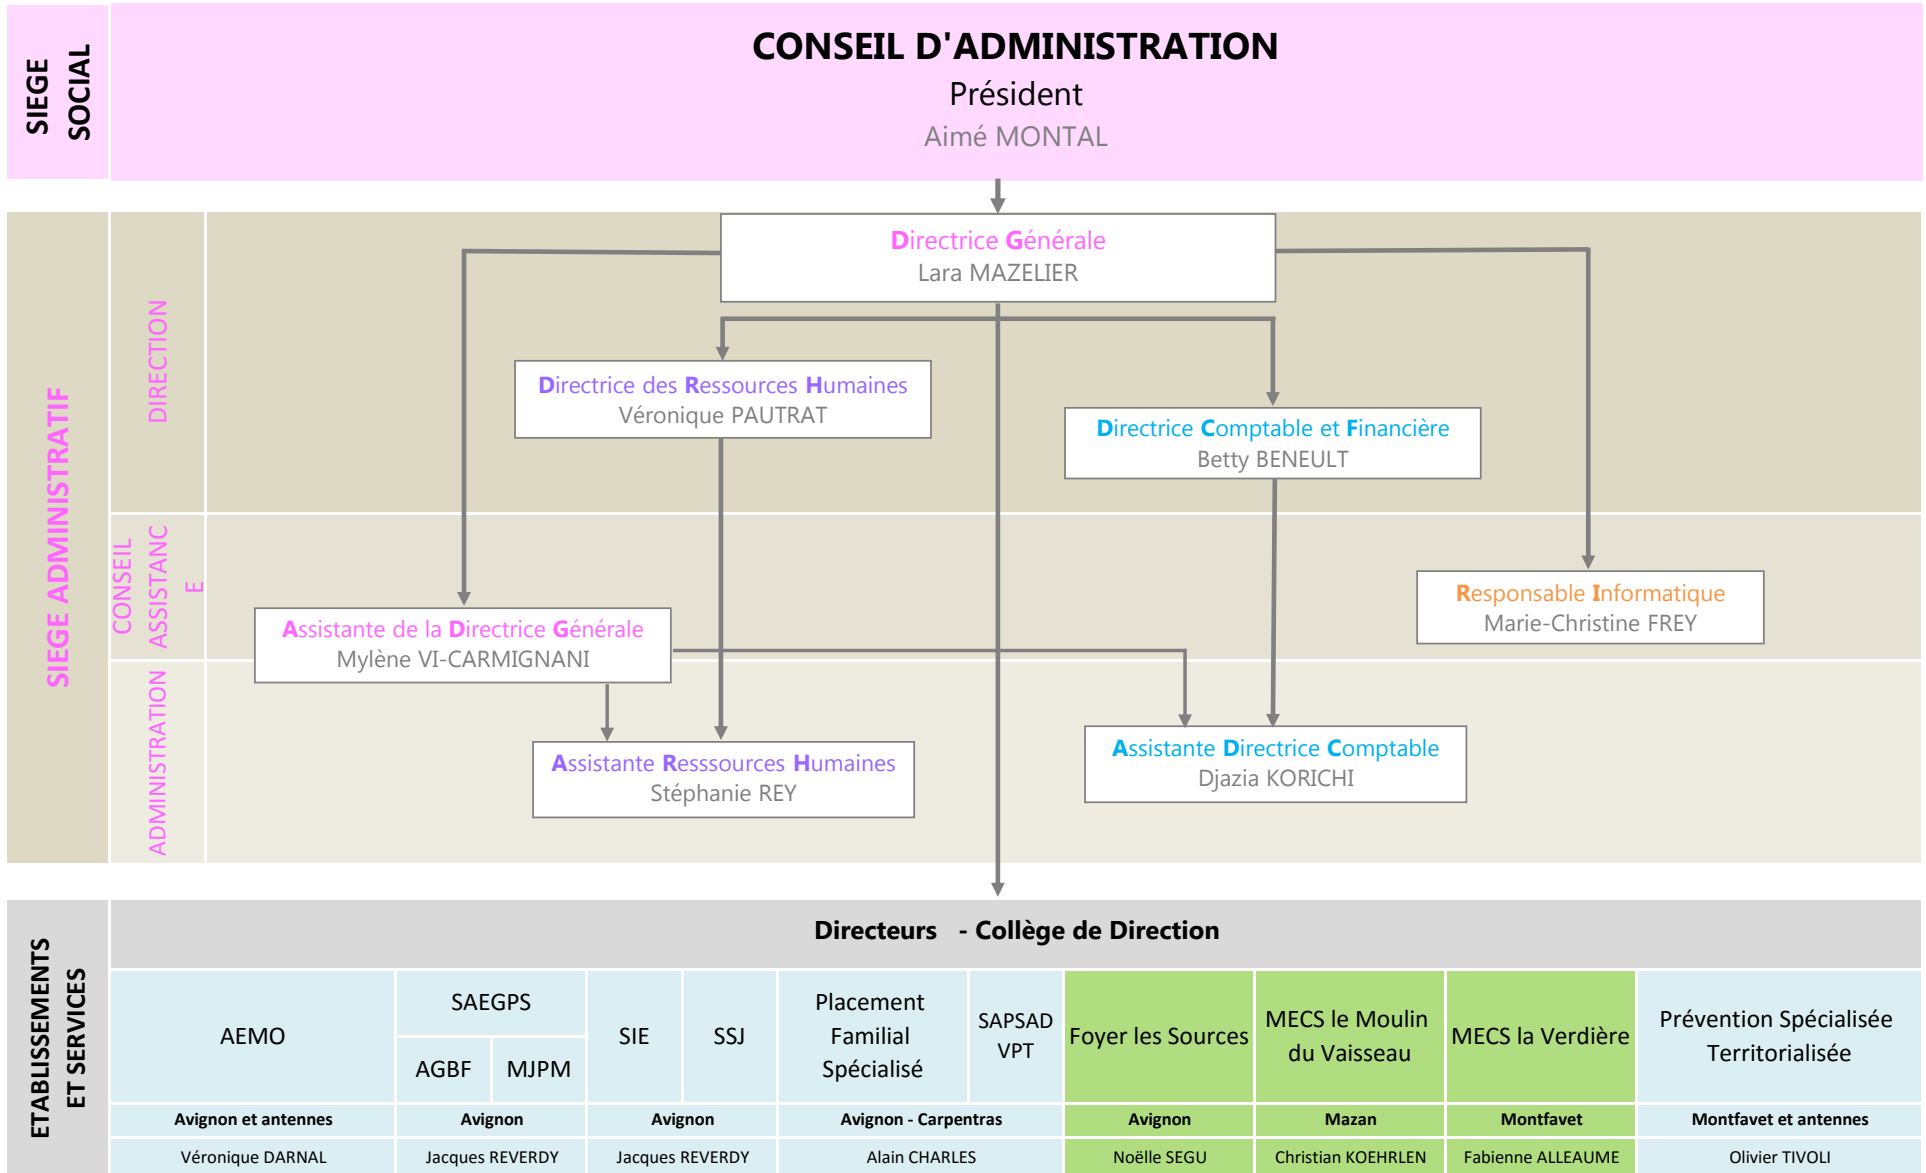 SIEGE
SOCIAL
CONSEIL D'ADMINISTRATION
Président
Aimé MONTAL
SIEGE ADMINISTRATIF
DIRECTION
Directrice Générale
Lara MAZELIER
Directrice des Ressources Humaines
Véronique PAUTRAT
Directrice Comptable et Financière
Betty BENEULT
CONSEIL
ASSISTANC
E
Responsable Informatique
Marie-Christine FREY
Assistante de la Directrice Générale
Mylène VI-CARMIGNANI
ADMINISTRATION
Assistante Resssources Humaines
Stéphanie REY
Assistante Directrice Comptable
Djazia KORICHI
ETABLISSEMENTS
ET SERVICES
Directeurs - Collège de Direction
AEMO
SAEGPS
AGBF
MJPM
SIE
SSJ
Placement
Familial
Spécialisé
SAPSAD
VPT
Foyer les Sources
MECS le Moulin
du Vaisseau
MECS la Verdière
Prévention Spécialisée
Territorialisée
Avignon et antennes
Avignon
Avignon
Avignon - Carpentras
Avignon
Mazan
Montfavet
Montfavet et antennes
Véronique DARNAL
Jacques REVERDY
Jacques REVERDY
Alain CHARLES
Noëlle SEGU
Christian KOEHRLEN
Fabienne ALLEAUME
Olivier TIVOLI